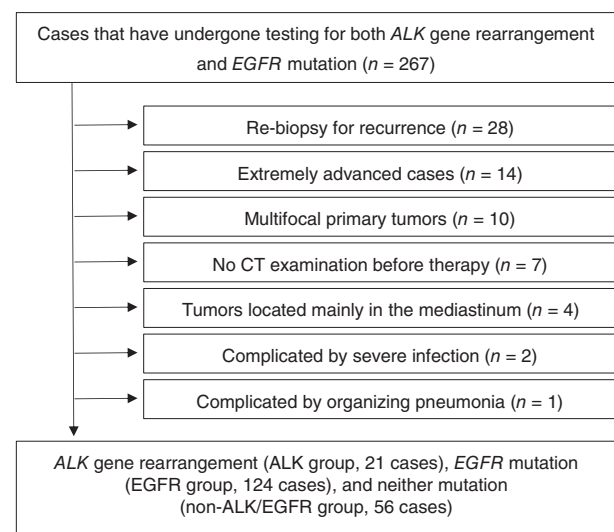 Cases that have undergone testing for both ALK gene rearrangement
and EGFR mutation (n = 267)
Re-biopsy for recurrence (n = 28)
Extremely advanced cases (n = 14)
Multifocal primary tumors (n = 10)
No CT examination before therapy (n = 7)
Tumors located mainly in the mediastinum (n = 4)
Complicated by severe infection (n = 2)
Complicated by organizing pneumonia (n = 1)
ALK gene rearrangement (ALK group, 21 cases), EGFR mutation
(EGFR group, 124 cases), and neither mutation
(non-ALK/EGFR group, 56 cases)